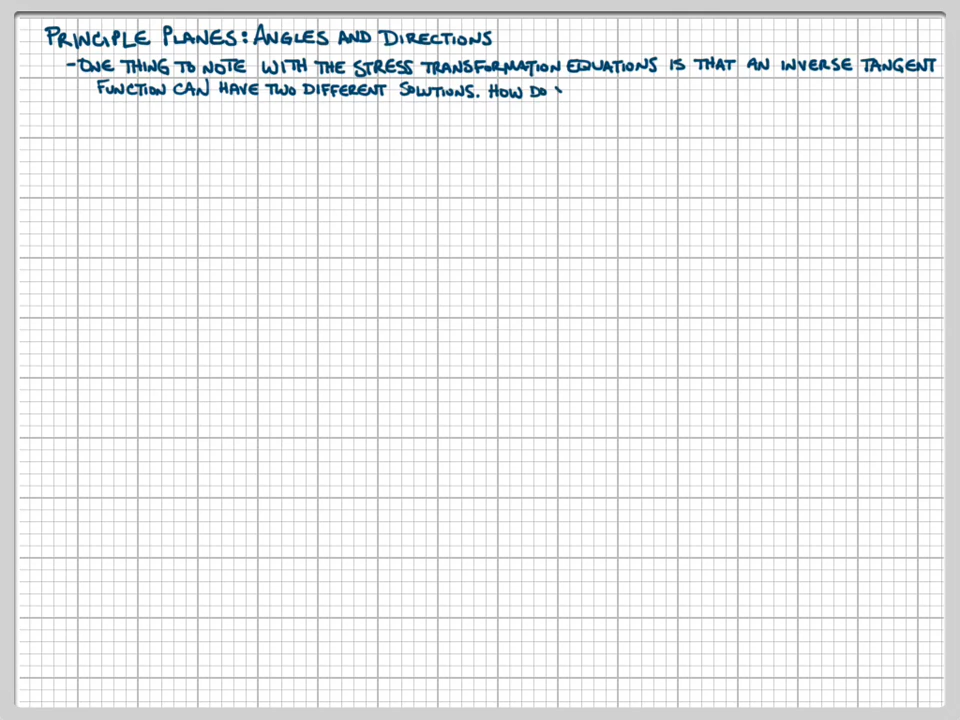 PRINCIPLE PLANES: ANGLES AND DIRECTIONS
-ONE THING TO NOTE WITH THE STRESS TRANSFORMATION EQUATIONS IS THAT AN INVERSE TANGENT
FUNCTION CAN HAVE TWO DIFFERENT SOLUTIONS. HOW DO